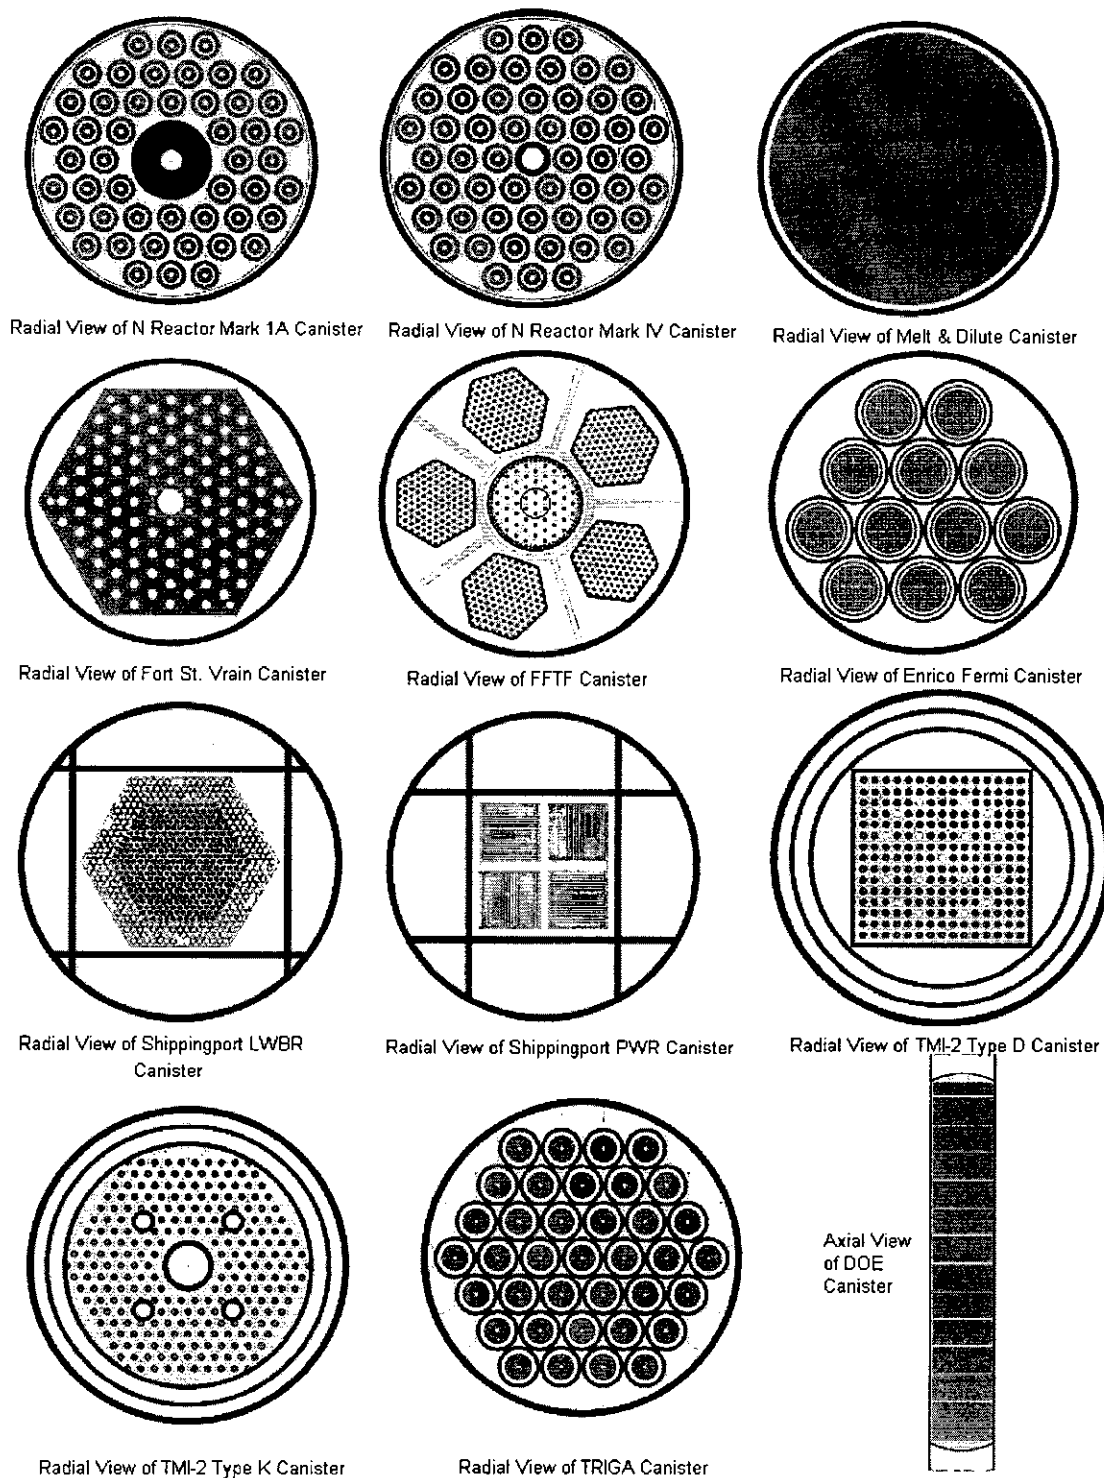 Radial View of N Reactor Mark 1A Canister
Radial View of N Reactor Mark IV Canister
Radial View of Melt & Dilute Canister
Radial View of Fort St. Vrain Canister
Radial View of FFTF Canister
Radial View of Enrico Fermi Canister
Radial View of Shippingport LWBR
Canister
Radial View of Shippingport PWR Canister
Radial View of TMI-2 Type D Canister
Axial View
of DOE
Canister
Radial View of TMI-2 Type K Canister
Radial View of TRIGA Canister